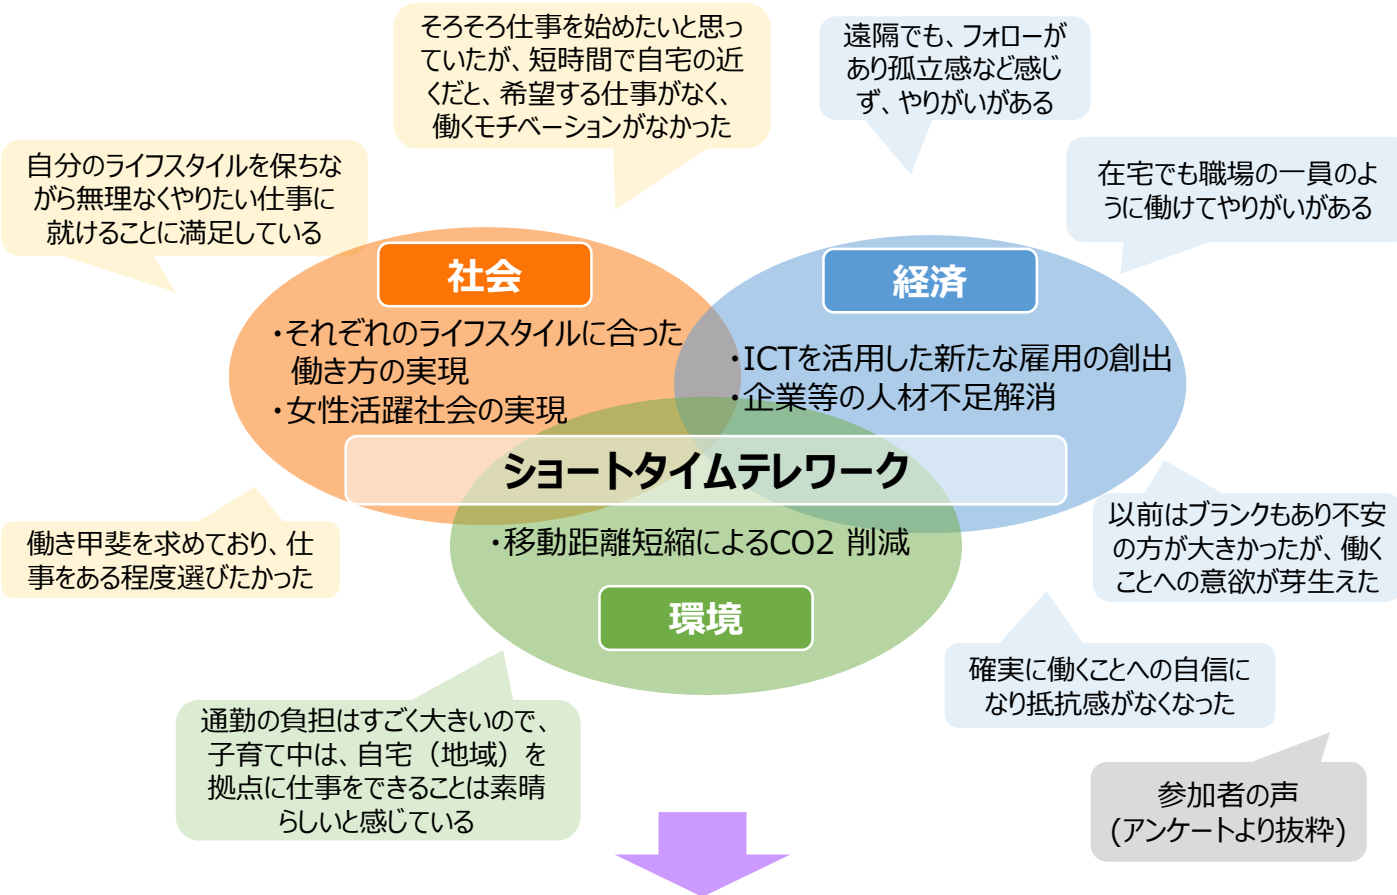 そろそろ仕事を始めたいと思っ
ていたが、短時間で自宅の近
くだと、希望する仕事がなく、
働くモチベーションがなかった
遠隔でも、フォローが
あり孤立感など感じ
ず、やりがいがある
自分のライフスタイルを保ちな
がら無理なくやりたい仕事に
就けることに満足している
在宅でも職場の一員のよ
うに働けてやりがいがある
社会
・それぞれのライフスタイルに合った
働き方の実現
・女性活躍社会の実現
経済
・ICTを活用した新たな雇用の創出
・企業等の人材不足解消
ショートタイムテレワーク
・移動距離短縮によるCO2 削減
環境
働き甲斐を求めており、仕
事をある程度選びたかった
以前はブランクもあり不安
の方が大きかったが、働く
ことへの意欲が芽生えた
確実に働くことへの自信に
なり抵抗感がなくなった
通勤の負担はすごく大きいので、
子育て中は、自宅（地域）を
拠点に仕事をできることは素晴
らしいと感じている
参加者の声
(アンケートより抜粋)